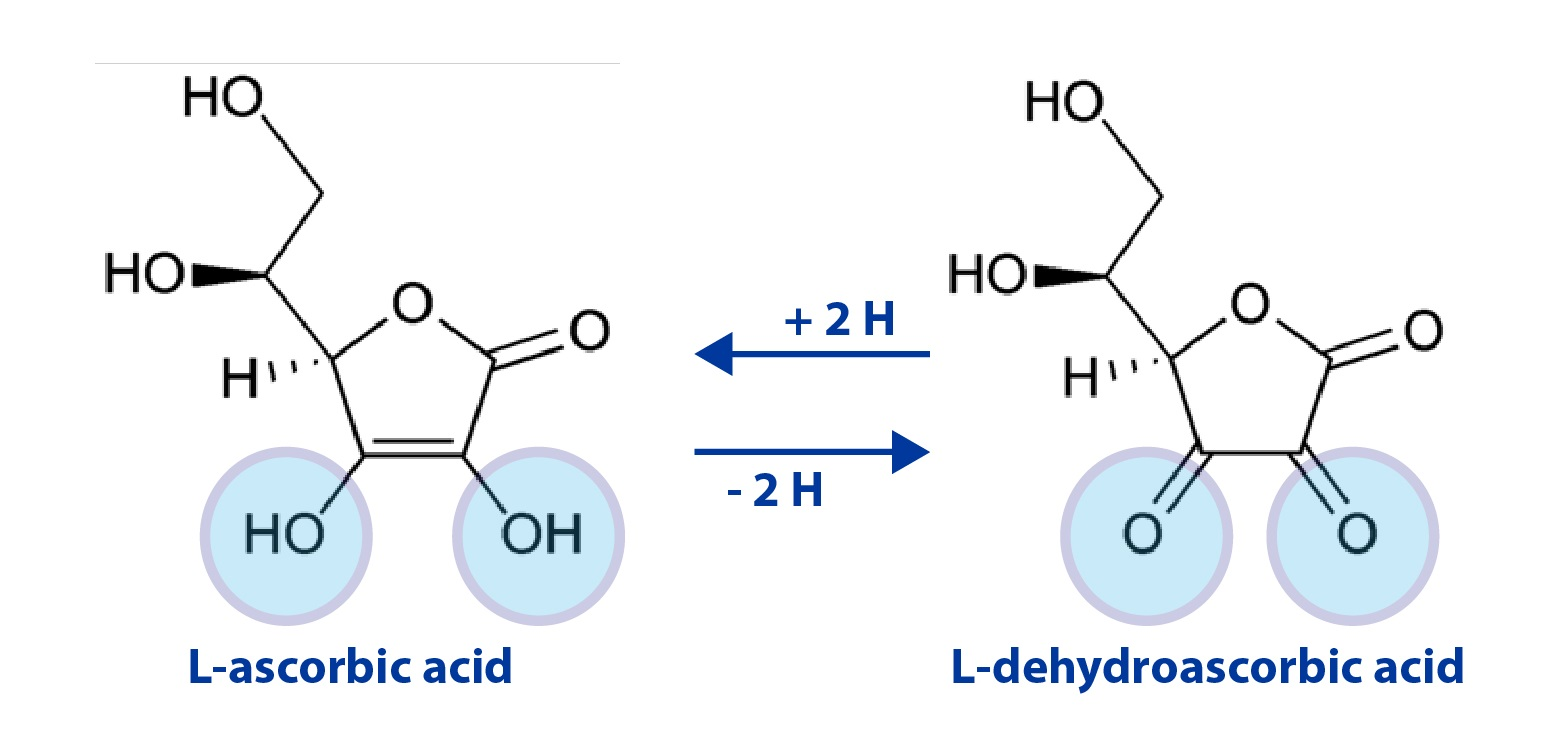 HO
HO
O
O
H
HO
OH
L-ascorbic acid
+ 2 H
- 2 H
HO
HO
O
O
H
O
O
L-dehydroascorbic acid